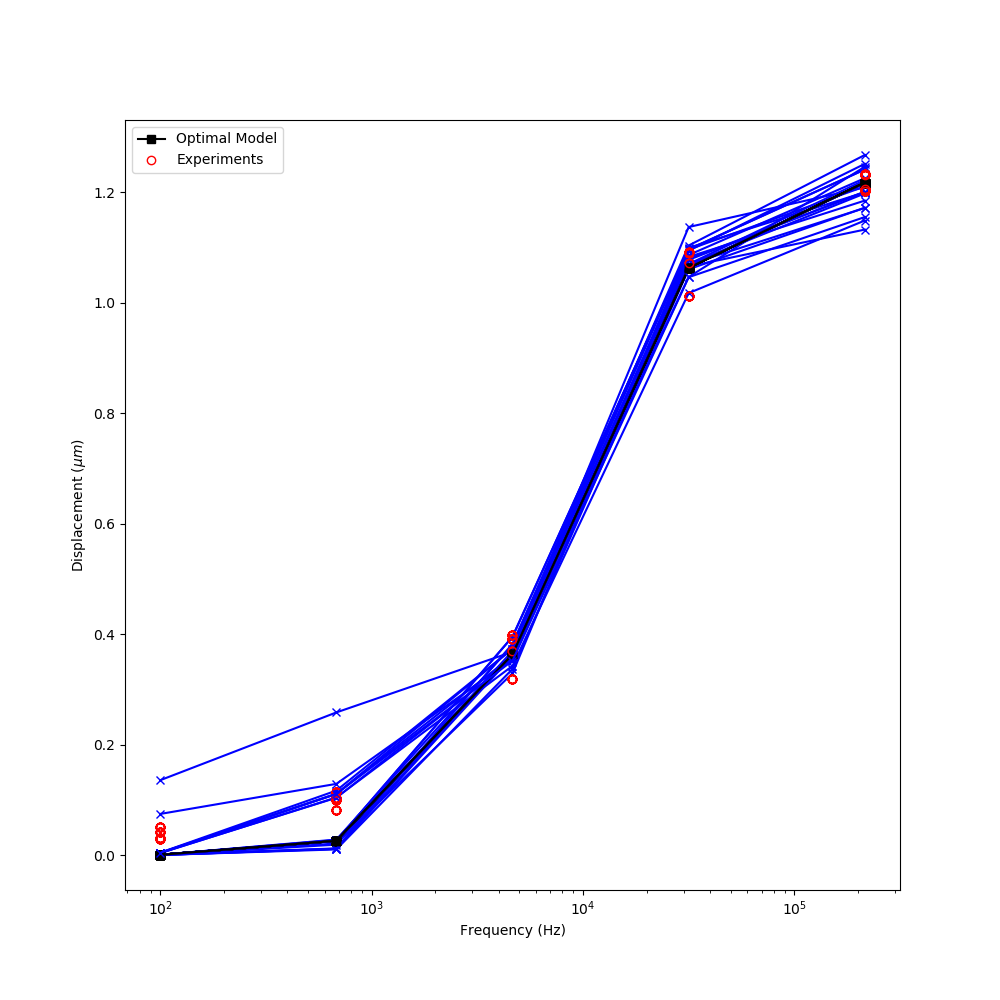 Optimal Model
Experiments
1.2
1.0
0.8
0.6
0.4
0.2
0.0
Displacement (μm)
10²
10³
10⁴
10⁵
Frequency (Hz)